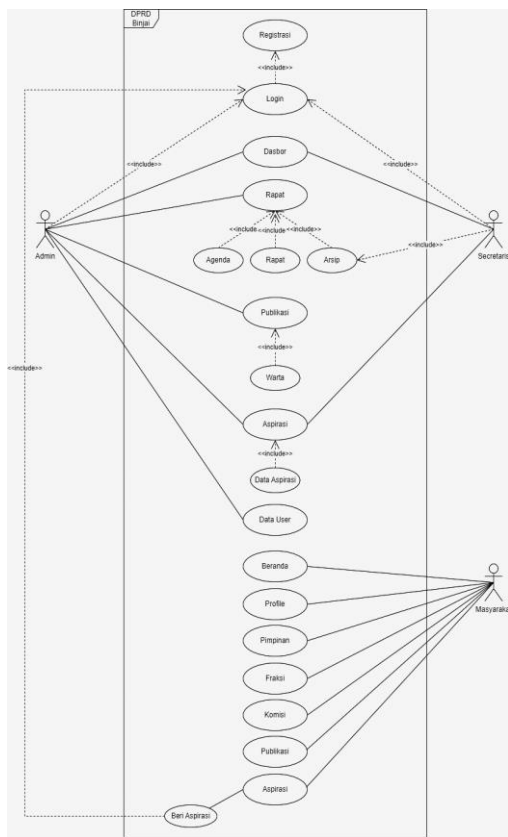 DPRD
Binjai
Registrasi
<<include>>
Login
<<include>>
<<include>>
Dasbor
Rapat
<<include
<<include
<<include
<<include>>
Admin
Agenda
Rapat
Arsip
Secretaris
Publikasi
<<include>>
<<include>>
Warta
Aspirasi
<<include>>
Data Aspirasi
Data User
Beranda
Profile
Masyaraka
Pimpinan
Fraksi
Komisi
Publikasi
Aspirasi
Beri Aspirasi